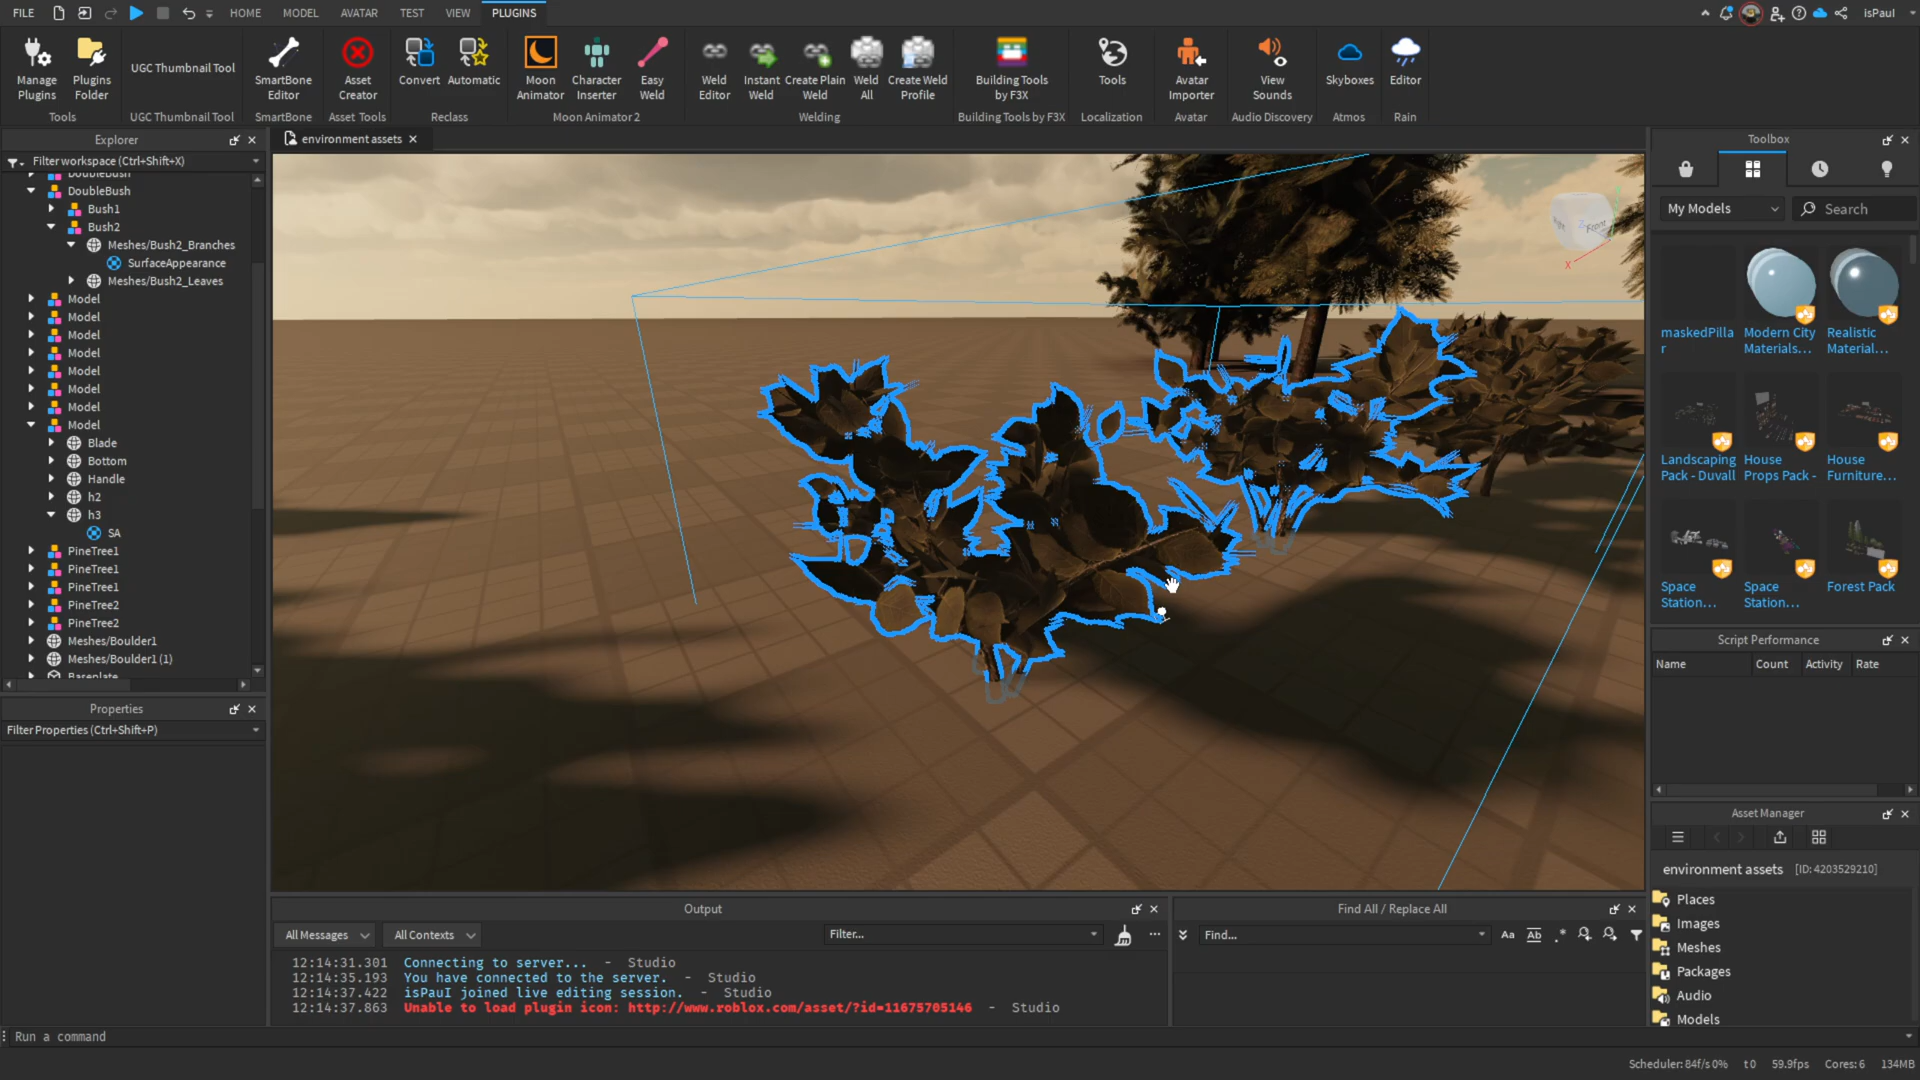 FILE HOME MODEL AVATAR TEST VIEW PLUGINS isPaul
Manage Plugins
Plugins Folder
Tools
UGC Thumbnail Tool
UGC Thumbnail Tool
SmartBone Editor
SmartBone
Asset Creator
Asset Tools
Convert
Automatic
Reclass
Moon Animator
Character Inserter
Easy Weld
Moon Animator 2
Weld Editor
Instant Weld
Create Plain Weld
Weld All
Create Weld Profile
Welding
Building Tools by F3X
Building Tools by F3X
Tools
Localization
Avatar Importer
Avatar
View Sounds
Audio Discovery
Skyboxes
Atmos
Editor
Rain
Explorer
Filter workspace (Ctrl+Shift+X)
DoubleBush
DoubleBush
Bush1
Bush2
Meshes/Bush2_Branches
SurfaceAppearance
Meshes/Bush2_Leaves
Model
Model
Model
Model
Model
Model
Model
Model
Blade
Bottom
Handle
h2
h3
SA
PineTree1
PineTree1
PineTree1
PineTree2
PineTree2
Meshes/Boulder1
Meshes/Boulder1 (1)
Baseplate
Properties
Filter Properties (Ctrl+Shift+P)
environment assets
Front
X
Output
All Messages
All Contexts
Filter...
12:14:31.301 Connecting to server... - Studio
12:14:35.193 You have connected to the server. - Studio
12:14:37.422 isPaul joined live editing session. - Studio
12:14:37.863 Unable to load plugin icon: http://www.roblox.com/asset/?id=11675705146 - Studio
Find All / Replace All
Find...
Aa Ab .*
Toolbox
My Models
Search
maskedPillar
Modern City Materials...
Realistic Material...
Landscaping Pack - Duvall
House Props Pack -
House Furniture...
Space Station...
Space Station...
Forest Pack
Script Performance
Name Count Activity Rate
Asset Manager
environment assets [ID: 4203529210]
Places
Images
Meshes
Packages
Audio
Models
Run a command
Scheduler: 84f/s 0% t 0 59.9fps Cores: 6 134MB